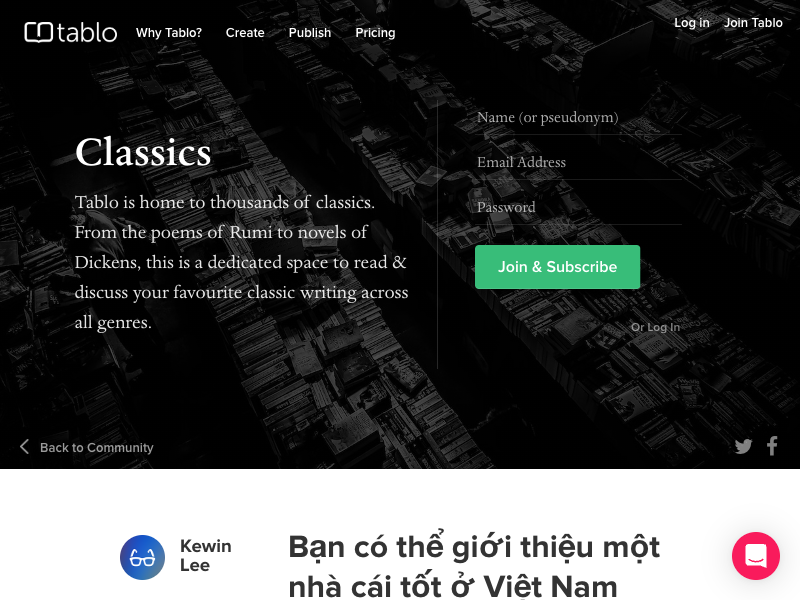 tablo
Why Tablo?
Create
Publish
Pricing
Log in
Join Tablo
Classics
Tablo is home to thousands of classics.
From the poems of Rumi to novels of
Dickens, this is a dedicated space to read &
discuss your favourite classic writing across
all genres.
Name (or pseudonym)
Email Address
Password
Join & Subscribe
Or Log In
Back to Community
Kewin
Lee
Bạn có thể giới thiệu một
nhà cái tốt ở Việt Nam